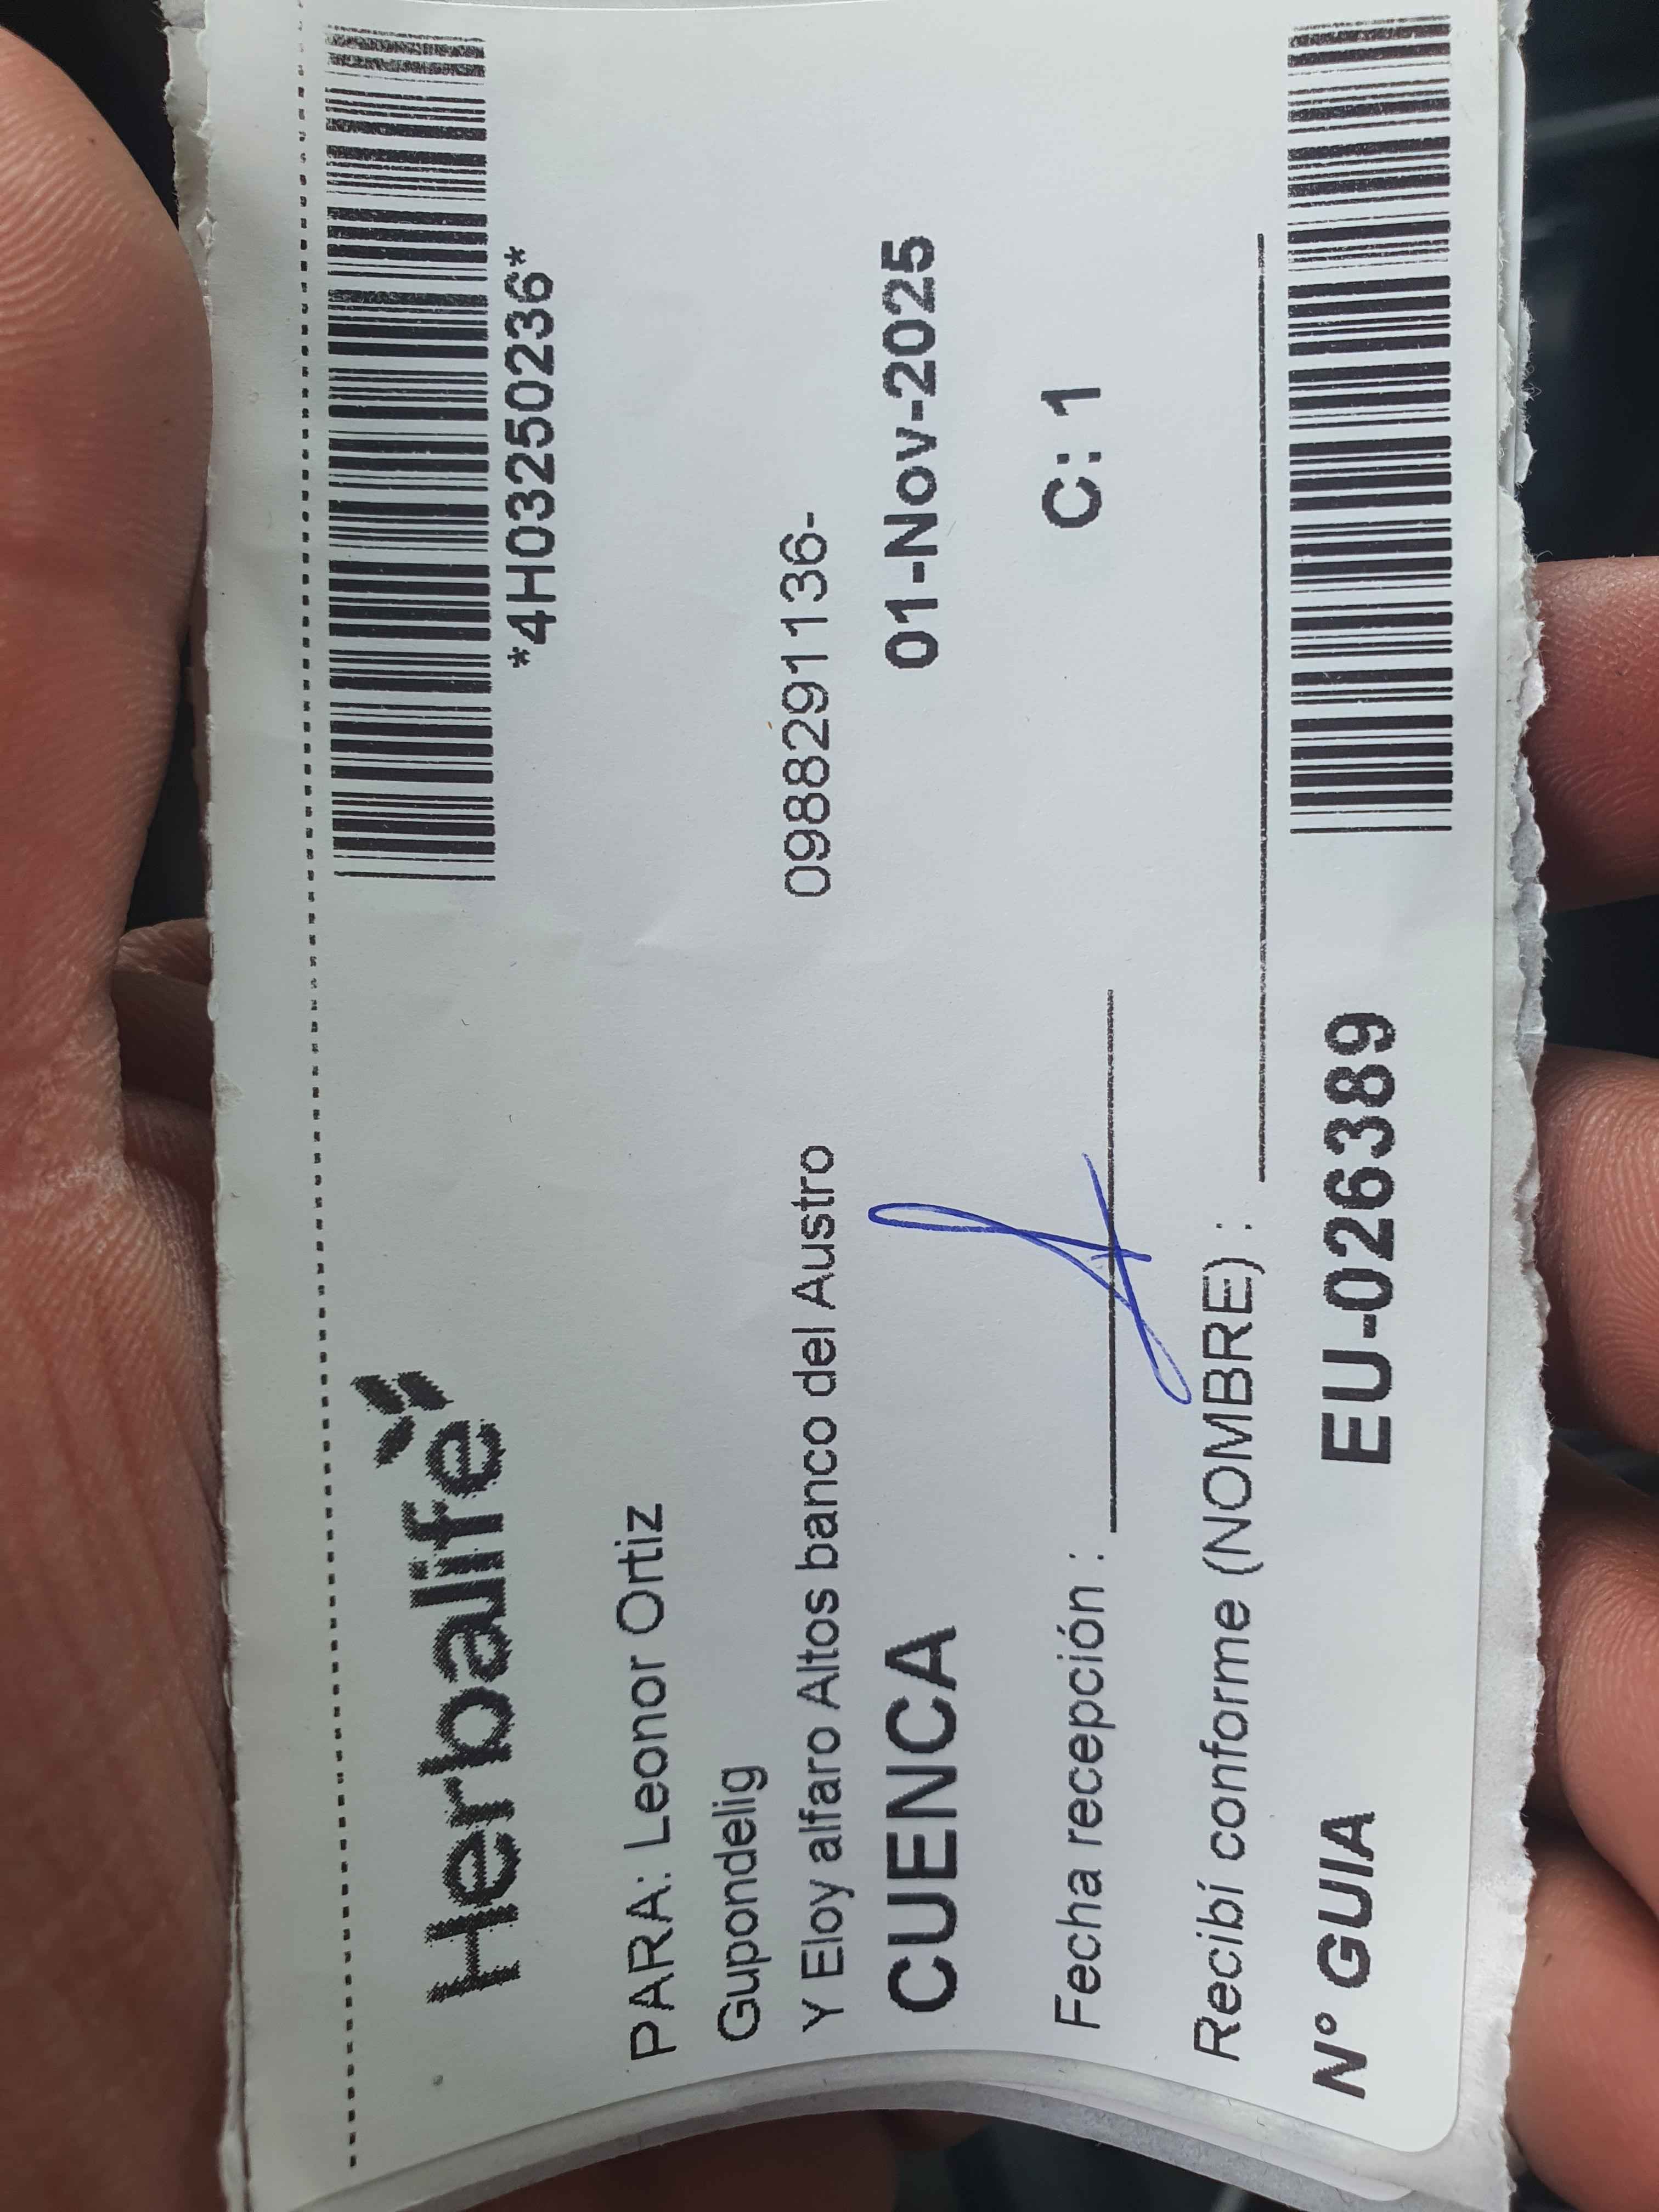 Herbalife
*4H03250236*
PARA: Leonor Ortiz
Gupondelig
Y Eloy alfaro Altos banco del Austro 0988291136-
CUENCA 01-Nov-2025
Fecha recepción : C: 1
Recibí conforme (NOMBRE) :
N° GUIA EU-026389